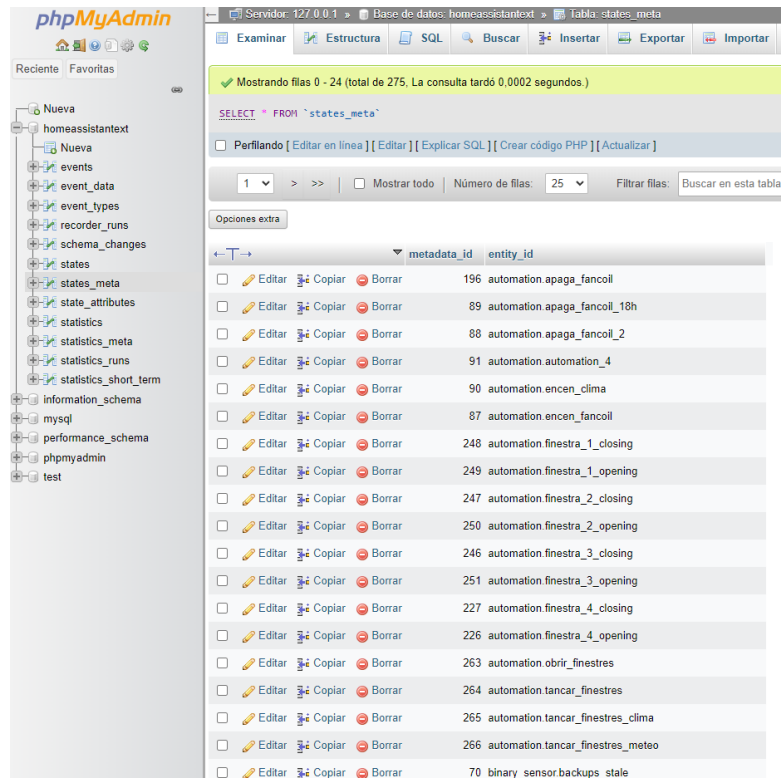 phpMyAdmin
Reciente Favoritas
Nueva
homeassistantext
Nueva
events
event_data
event_types
recorder_runs
schema_changes
states
states_meta
state_attributes
statistics
statistics_meta
statistics_runs
statistics_short_term
information_schema
mysql
performance_schema
phpmyadmin
test
Servidor: 127.0.0.1 » Base de datos: homeassistantext » Tabla: states_meta
Examinar Estructura SQL Buscar Insertar Exportar Importar
Mostrando filas 0 - 24 (total de 275, La consulta tardó 0,0002 segundos.)
SELECT * FROM `states_meta`
Perfilando [ Editar en línea ] [ Editar ] [ Explicar SQL ] [ Crear código PHP ] [ Actualizar ]
1 > >> | Mostrar todo | Número de filas: 25 Filtrar filas: Buscar en esta tabla
Opciones extra
←T→ metadata_id entity_id
Editar Copiar Borrar 196 automation.apaga_fancoil
Editar Copiar Borrar 89 automation.apaga_fancoil_18h
Editar Copiar Borrar 88 automation.apaga_fancoil_2
Editar Copiar Borrar 91 automation.automation_4
Editar Copiar Borrar 90 automation.encen_clima
Editar Copiar Borrar 87 automation.encen_fancoil
Editar Copiar Borrar 248 automation.finestra_1_closing
Editar Copiar Borrar 249 automation.finestra_1_opening
Editar Copiar Borrar 247 automation.finestra_2_closing
Editar Copiar Borrar 250 automation.finestra_2_opening
Editar Copiar Borrar 246 automation.finestra_3_closing
Editar Copiar Borrar 251 automation.finestra_3_opening
Editar Copiar Borrar 227 automation.finestra_4_closing
Editar Copiar Borrar 226 automation.finestra_4_opening
Editar Copiar Borrar 263 automation.obrir_finestres
Editar Copiar Borrar 264 automation.tancar_finestres
Editar Copiar Borrar 265 automation.tancar_finestres_clima
Editar Copiar Borrar 266 automation.tancar_finestres_meteo
Editar Copiar Borrar 70 binary_sensor.backups_stale